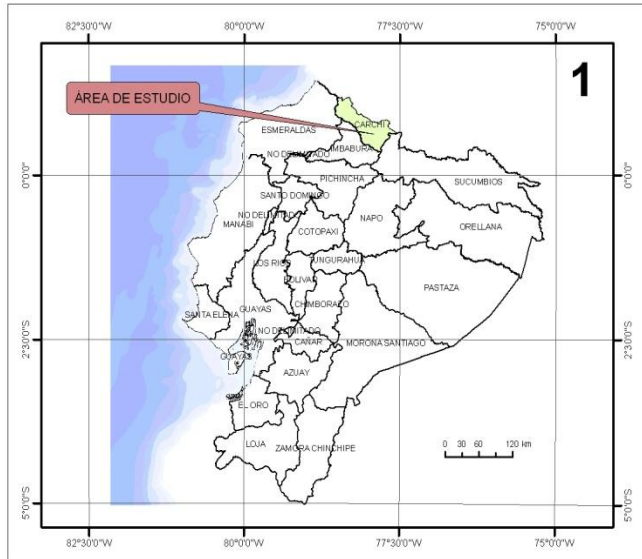 82°30'0"W 80°0'0"W 77°30'0"W 75°0'0"W
1
ÁREA DE ESTUDIO
CARCHI
ESMERALDAS
IMBABURA
NO DELIMITADO
0°0'0"
0°0'0"
PICHINCHA
SUCUMBIOS
SANTO DOMINGO
NAPO
NO DELIMITADO
MANABI
ORELLANA
COTOPAXI
LOS RIOS
TUNGURAHUA
BOLIVAR
PASTAZA
CHIMBORAZO
SANTA ELENA
GUAYAS
NO DELIMITADO
2°30'0"S
2°30'0"S
CAÑAR
MORONA SANTIAGO
GUAYAS
AZUAY
EL ORO
LOJA
ZAMORA CHINCHIPE
0 30 60 120 km
5°0'0"S
5°0'0"S
82°30'0"W 80°0'0"W 77°30'0"W 75°0'0"W